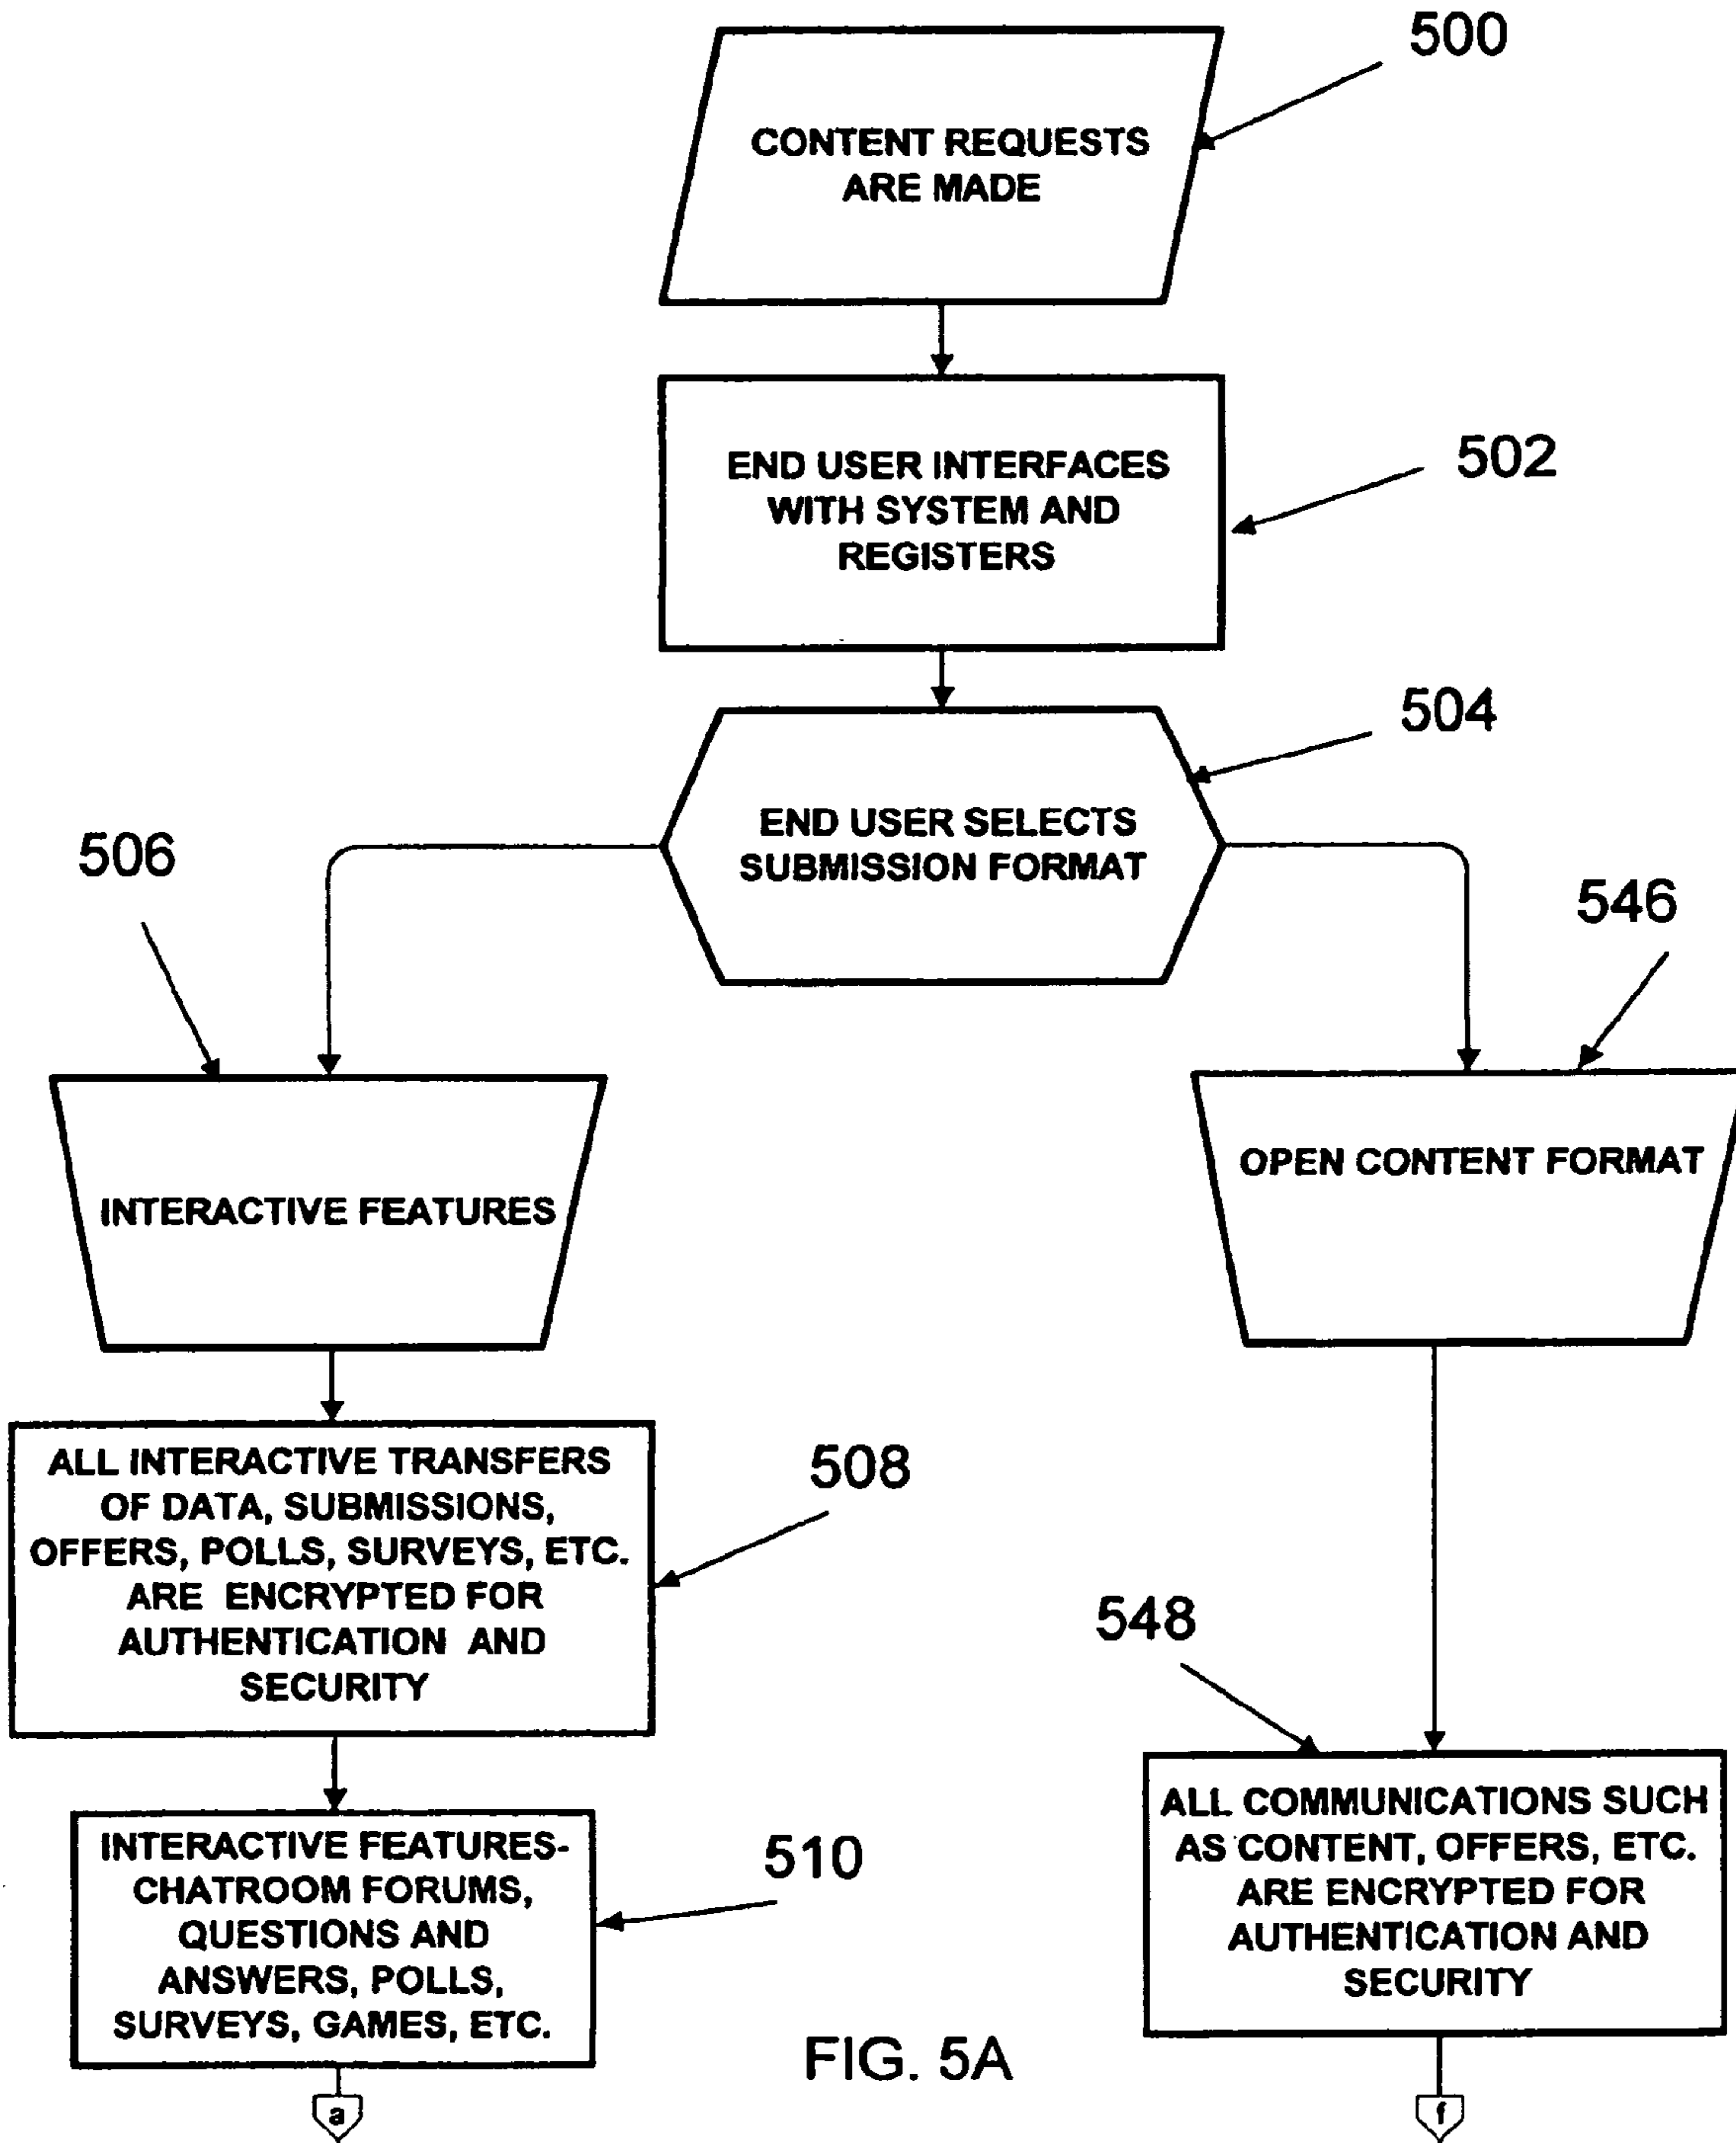 500
CONTENT REQUESTS
ARE MADE
END USER INTERFACES
WITH SYSTEM AND
REGISTERS
502
504
END USER SELECTS
SUBMISSION FORMAT
506
546
INTERACTIVE FEATURES
OPEN CONTENT FORMAT
ALL INTERACTIVE TRANSFERS
OF DATA, SUBMISSIONS,
OFFERS, POLLS, SURVEYS, ETC.
ARE ENCRYPTED FOR
AUTHENTICATION AND
SECURITY
508
548
ALL COMMUNICATIONS SUCH
AS CONTENT, OFFERS, ETC.
ARE ENCRYPTED FOR
AUTHENTICATION AND
SECURITY
INTERACTIVE FEATURES-
CHATROOM FORUMS,
QUESTIONS AND
ANSWERS, POLLS,
SURVEYS, GAMES, ETC.
510
FIG. 5A
a
f